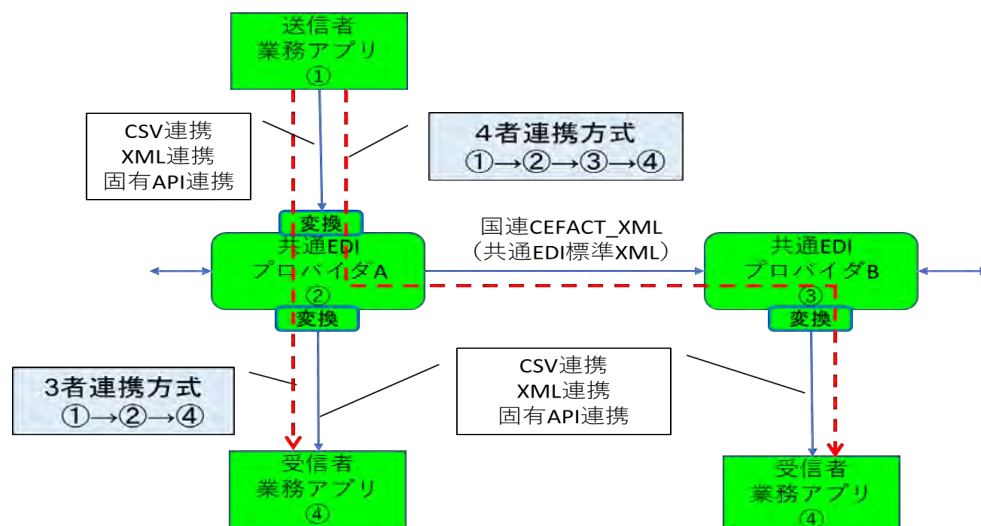 送信者
業務アプリ
①
CSV連携
XML連携
固有API連携
4者連携方式
①→②→③→④
変換
共通EDI
プロバイダA
②
変換
国連CEFACT_XML
（共通EDI標準XML）
共通EDI
プロバイダB
③
変換
3者連携方式
①→②→④
CSV連携
XML連携
固有API連携
受信者
業務アプリ
④
受信者
業務アプリ
④